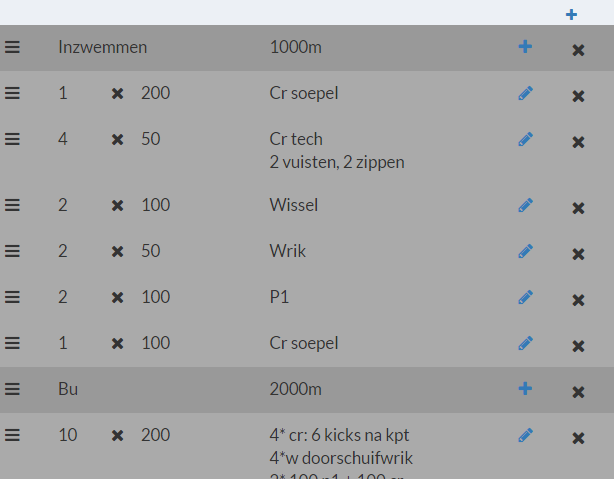 Inzwemmen 1000m
1 × 200 Cr soepel
4 × 50 Cr tech
2 vuisten, 2 zippen
2 × 100 Wissel
2 × 50 Wrik
2 × 100 P1
1 × 100 Cr soepel
Bu 2000m
10 × 200 4* cr: 6 kicks na kpt
4*w doorschuifwrik